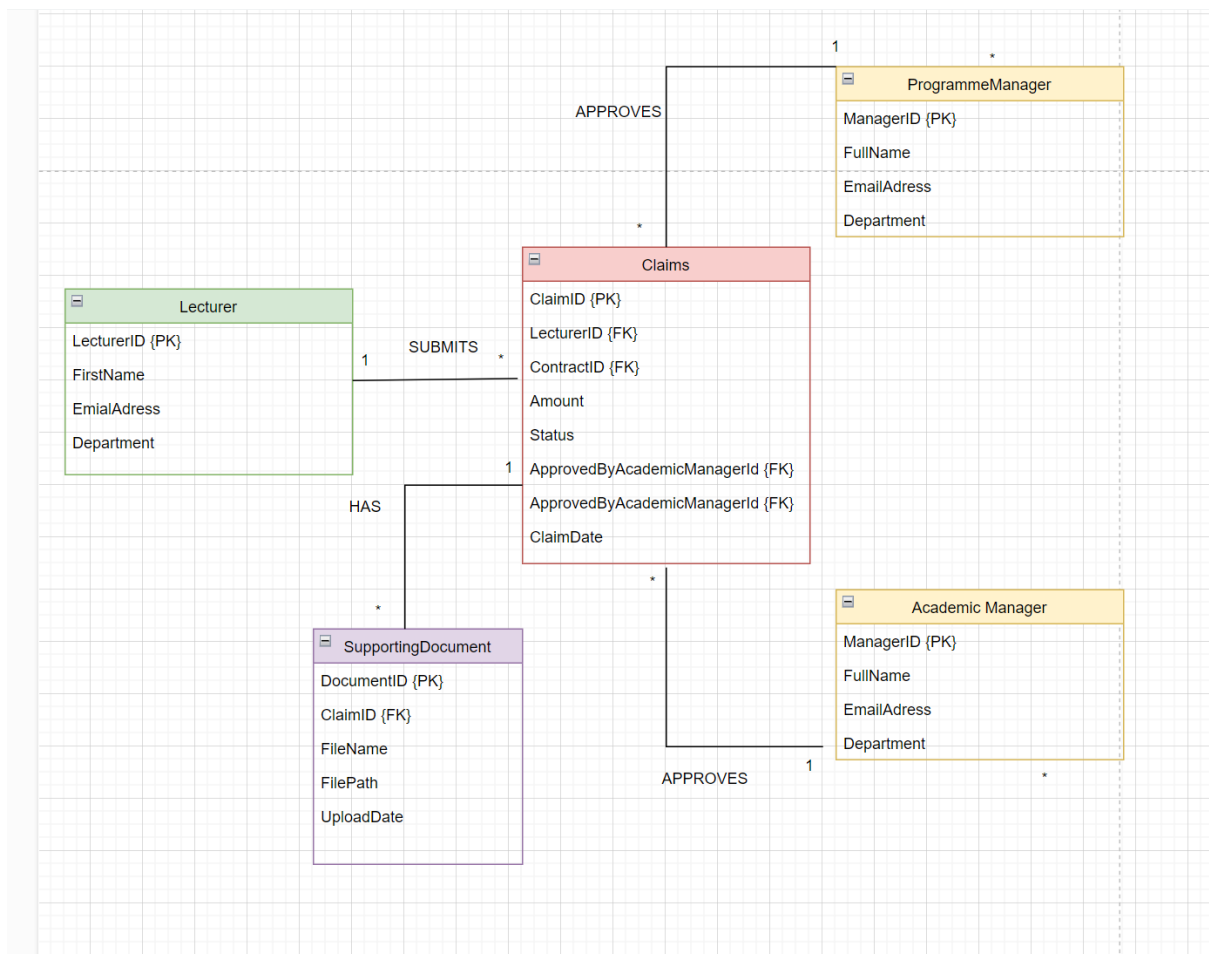 1
*
ProgrammeManager
APPROVES
ManagerID {PK}
FullName
EmailAdress
Department
*
Claims
ClaimID {PK}
LecturerID {FK}
ContractID {FK}
Amount
Status
ApprovedByAcademicManagerId {FK}
ApprovedByAcademicManagerId {FK}
ClaimDate
Lecturer
LecturerID {PK}
FirstName
EmialAdress
Department
1
SUBMITS
*
1
HAS
*
SupportingDocument
DocumentID {PK}
ClaimID {FK}
FileName
FilePath
UploadDate
*
Academic Manager
ManagerID {PK}
FullName
EmailAdress
Department
1
APPROVES
*